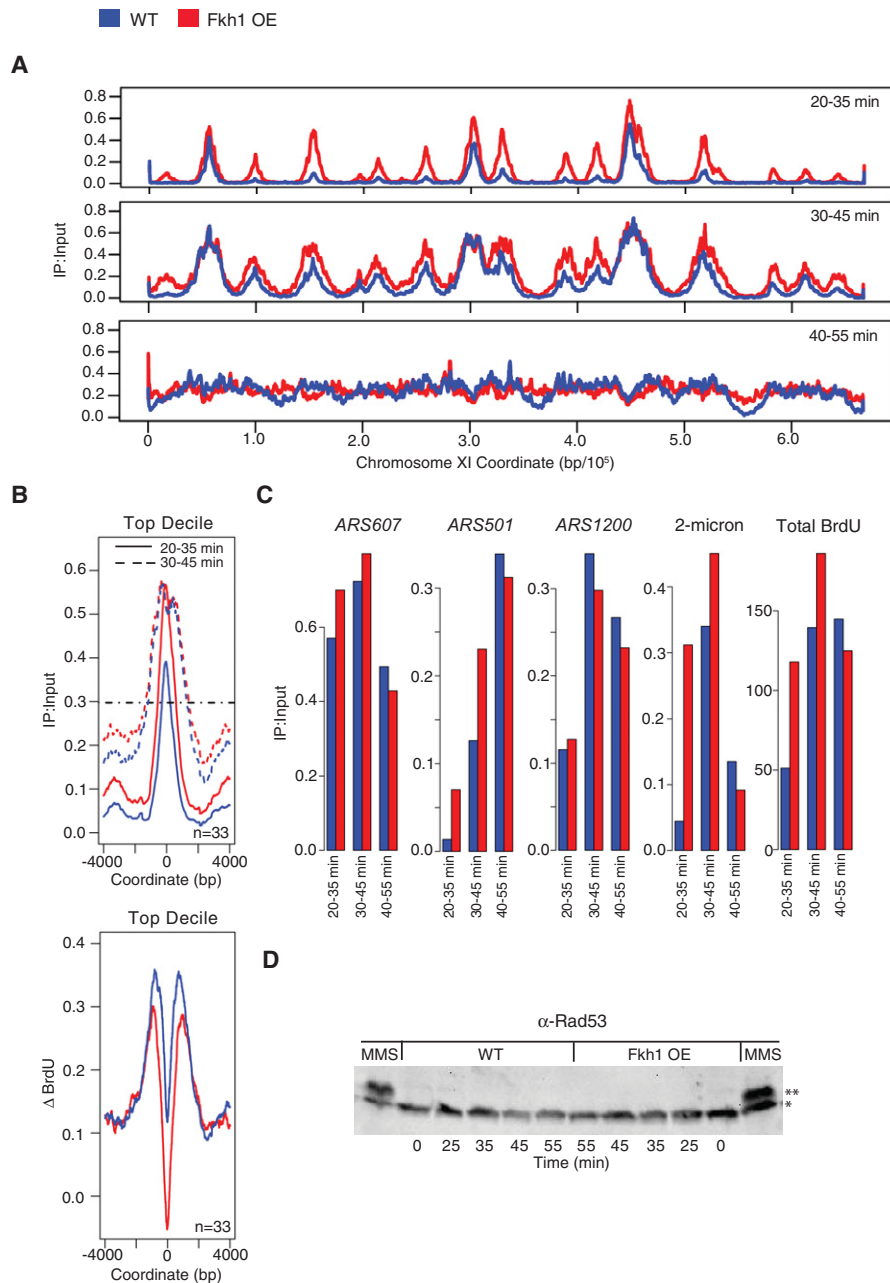 WT Fkh1 OE
A
20-35 min
0.8
0.6
0.4
0.2
0.0
30-45 min
0.8
0.6
0.4
0.2
0.0
IP:Input
40-55 min
0.8
0.6
0.4
0.2
0.0
0 1.0 2.0 3.0 4.0 5.0 6.0
Chromosome XI Coordinate (bp/10⁵)
B
Top Decile
20-35 min
30-45 min
0.6
0.5
0.4
0.3
0.2
0.1
0.0
IP:Input
n=33
-4000 0 4000
Coordinate (bp)
Top Decile
0.4
0.3
0.2
0.1
0.0
Δ BrdU
n=33
-4000 0 4000
Coordinate (bp)
C
ARS607 ARS501 ARS1200 2-micron Total BrdU
IP:Input
0.6
0.4
0.2
0.0
20-35 min
30-45 min
40-55 min
0.3
0.2
0.1
0.0
20-35 min
30-45 min
40-55 min
0.3
0.2
0.1
0.0
20-35 min
30-45 min
40-55 min
0.4
0.3
0.2
0.1
0.0
20-35 min
30-45 min
40-55 min
150
100
50
0
20-35 min
30-45 min
40-55 min
D
α-Rad53
MMS WT Fkh1 OE MMS
**
*
0 25 35 45 55 55 45 35 25 0
Time (min)